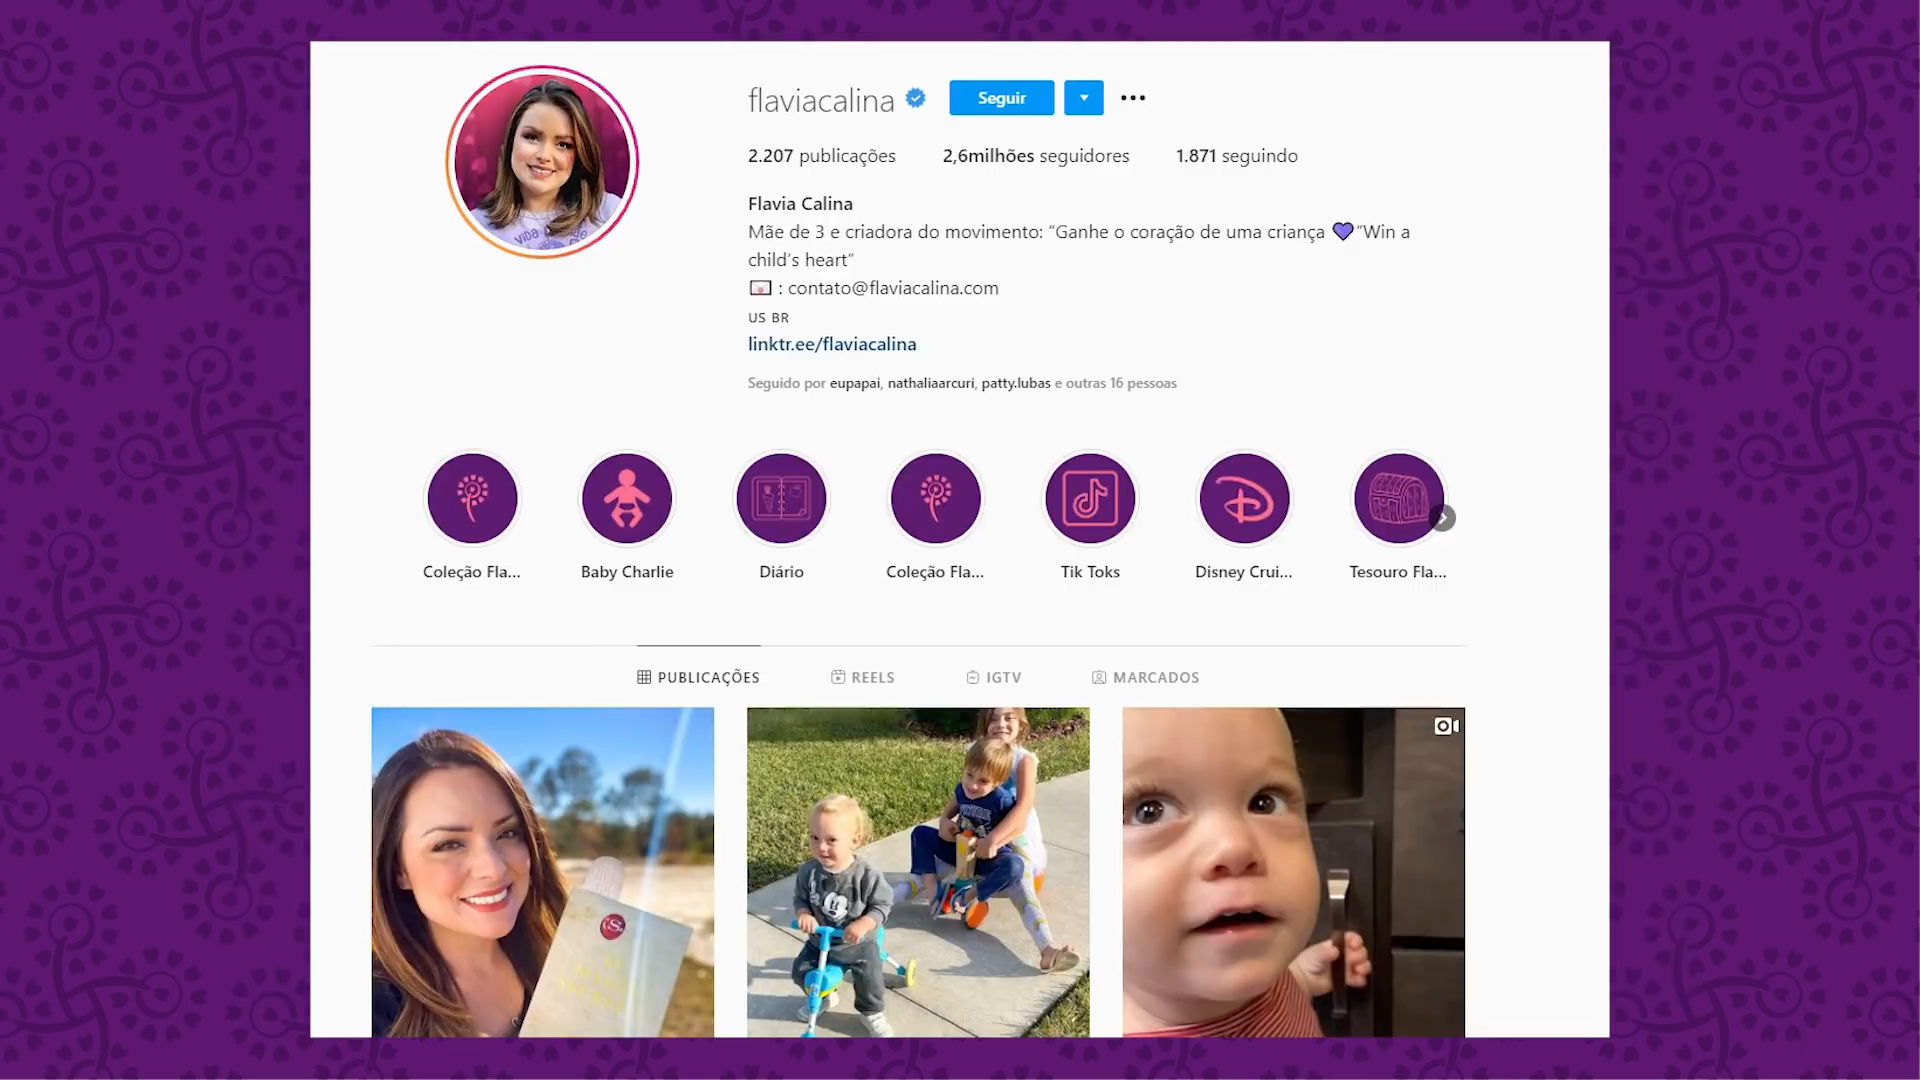 flaviacalina
Seguir
2.207 publicações 2,6milhões seguidores 1.871 seguindo
Flavia Calina
Mãe de 3 e criadora do movimento: “Ganhe o coração de uma criança 💜“Win a
child’s heart”
💌 : contato@flaviacalina.com
US BR
linktr.ee/flaviacalina
Seguido por eupapai, nathaliaarcuri, patty.lubas e outras 16 pessoas
Coleção Fla... Baby Charlie Diário Coleção Fla... Tik Toks Disney Crui... Tesouro Fla...
PUBLICAÇÕES REELS IGTV MARCADOS